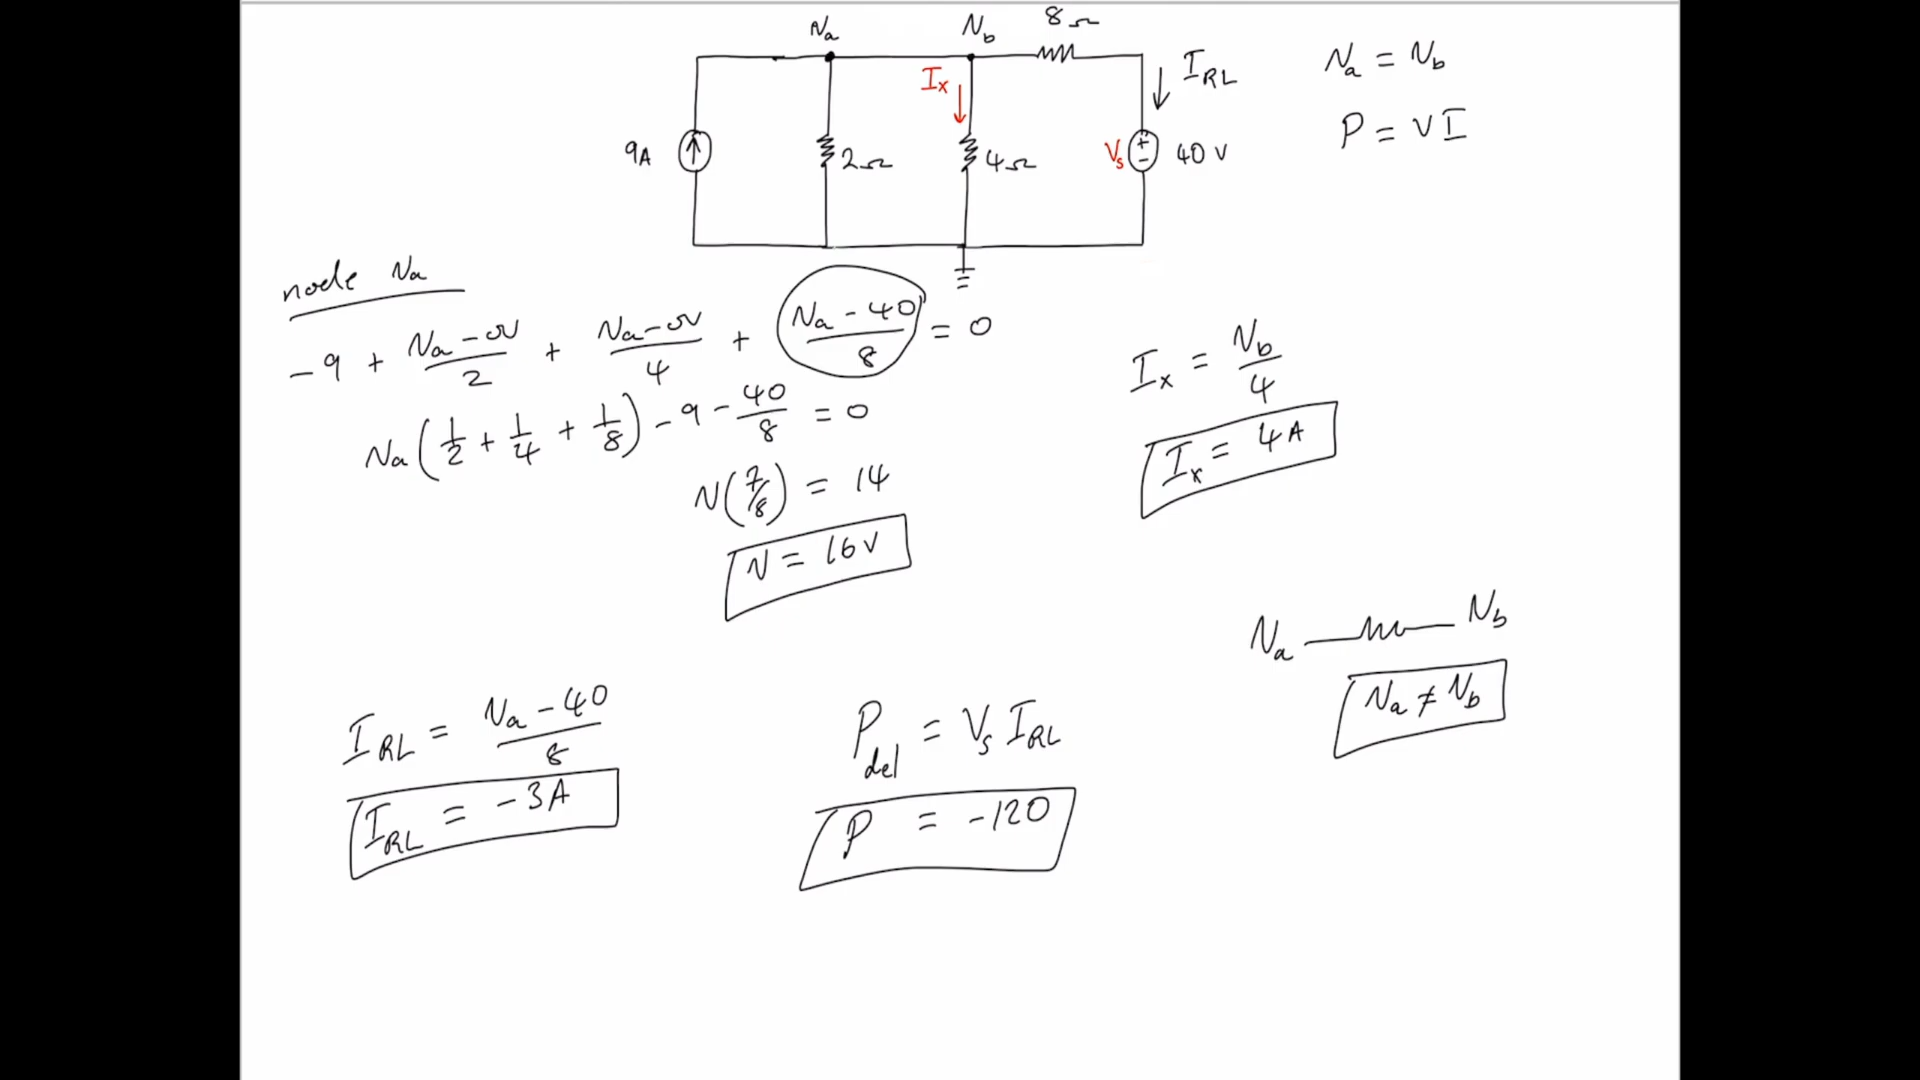 Na
Nb
8Ω
Ix
IRL
9A
2Ω
4Ω
Vs
+
-
40 V
Na = Nb
P = VI
node Na
-9 + (Na-0V)/2 + (Na-0V)/4 + (Na-40)/8 = 0
Na(1/2 + 1/4 + 1/8) - 9 - 40/8 = 0
N(7/8) = 14
N = 16V
Ix = Nb/4
Ix = 4A
Na Nb
Na ≠ Nb
IRL = (Na-40)/8
IRL = -3A
Pdel = Vs IRL
P = -120